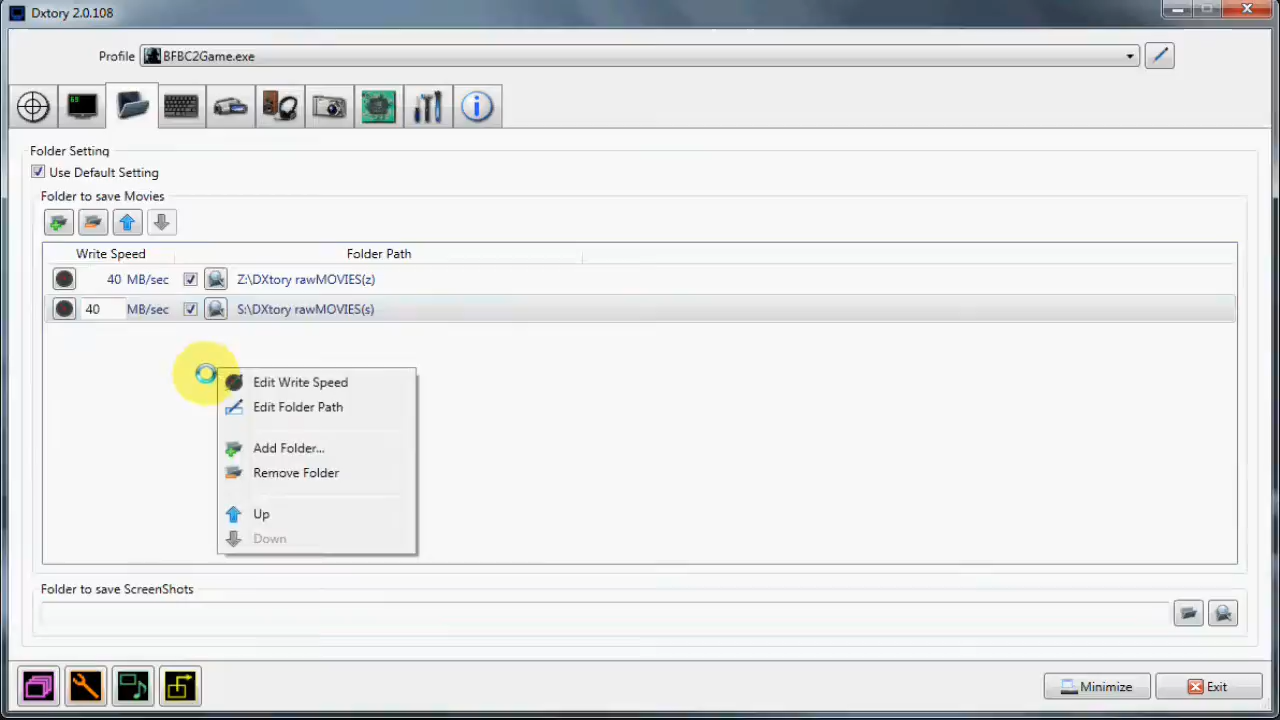 Dxtory 2.0.108
Profile BFBC2Game.exe
69
Folder Setting
Use Default Setting
Folder to save Movies
Write Speed Folder Path
40 MB/sec Z:\DXtory rawMOVIES(z)
40 MB/sec S:\DXtory rawMOVIES(s)
Edit Write Speed
Edit Folder Path
Add Folder...
Remove Folder
Up
Down
Folder to save ScreenShots
Minimize Exit